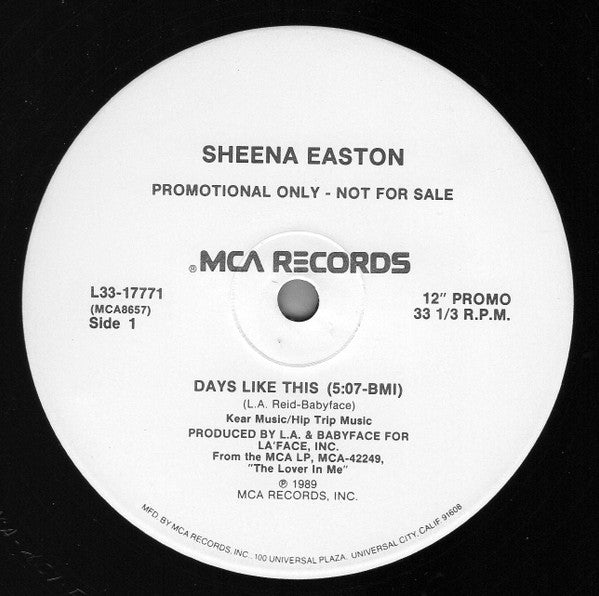 SHEENA EASTON
PROMOTIONAL ONLY - NOT FOR SALE
®MCA RECORDS
L33-17771
(MCA8657)
Side 1
12" PROMO
33 1/3 R.P.M.
DAYS LIKE THIS (5:07-BMI)
(L.A. Reid-Babyface)
Kear Music/Hip Trip Music
PRODUCED BY L.A. & BABYFACE FOR
LA'FACE, INC.
From the MCA LP, MCA-42249,
"The Lover In Me"
℗ 1989
MCA RECORDS, INC.
MFD. BY MCA RECORDS, INC., 100 UNIVERSAL PLAZA, UNIVERSAL CITY, CALIF 91608